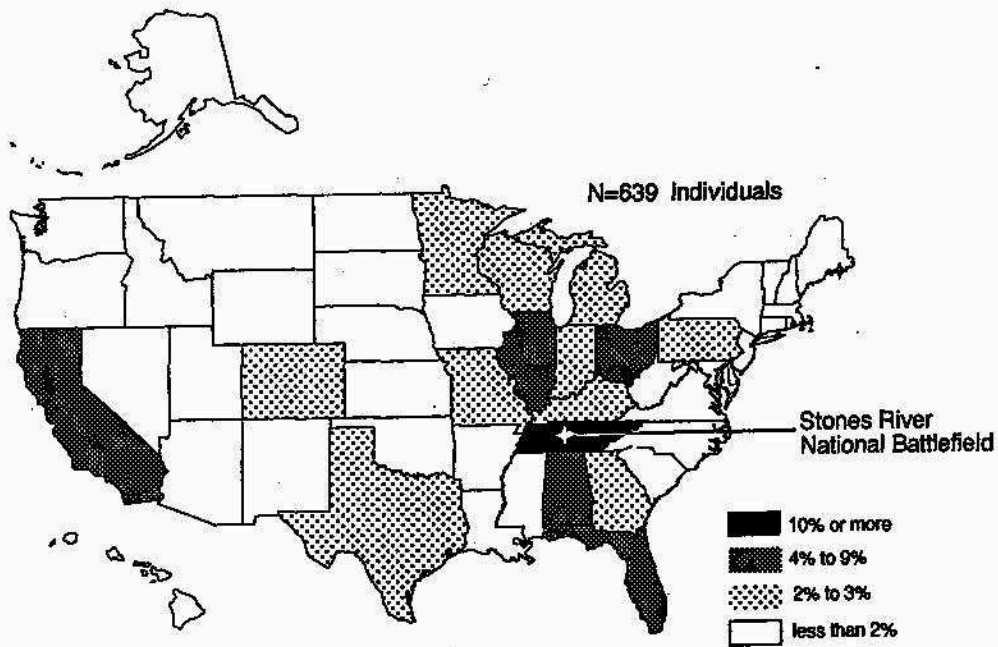 N=639 Individuals
Stones River
National Battlefield
10% or more
4% to 9%
2% to 3%
less than 2%